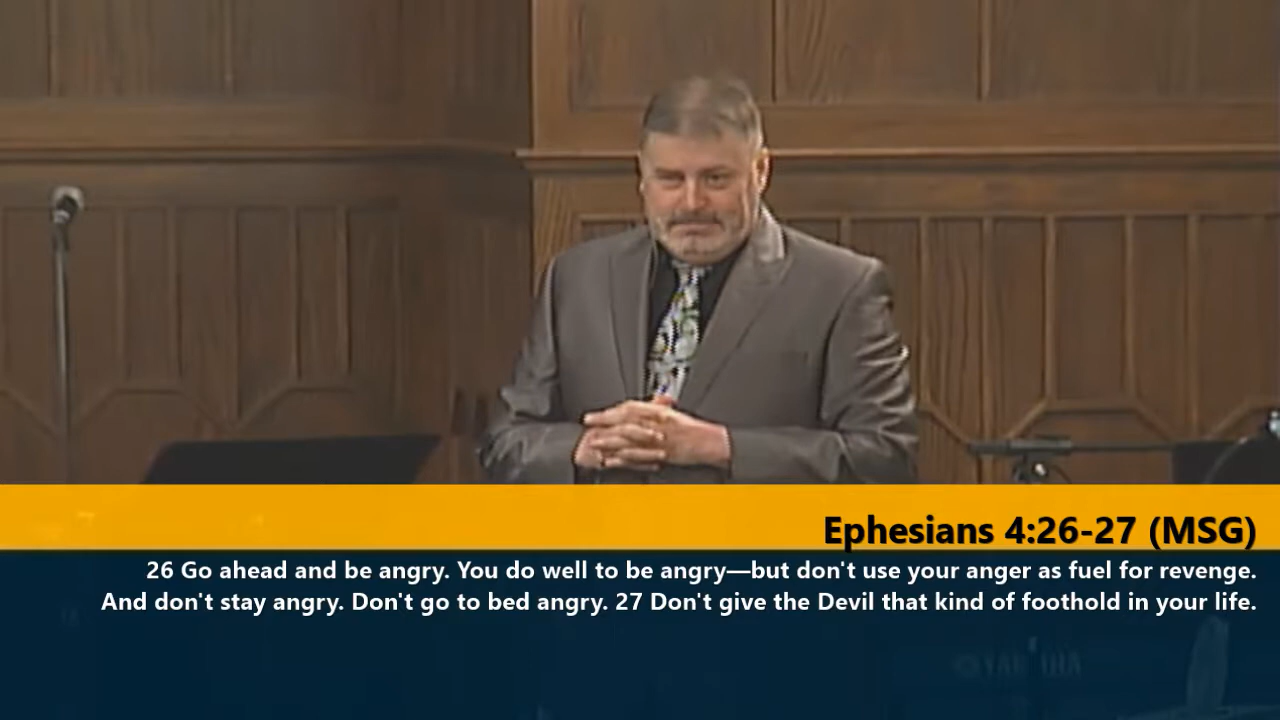 Ephesians 4:26-27 (MSG)
26 Go ahead and be angry. You do well to be angry—but don't use your anger as fuel for revenge.
And don't stay angry. Don't go to bed angry. 27 Don't give the Devil that kind of foothold in your life.